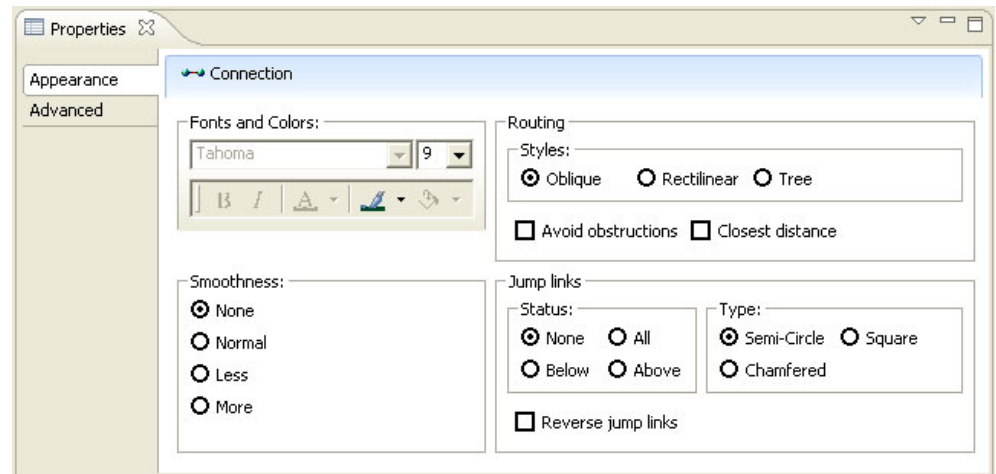 Properties
Appearance
Advanced
Connection
Fonts and Colors:
Tahoma
9
B I A
Routing
Styles:
Oblique Rectilinear Tree
Avoid obstructions Closest distance
Smoothness:
None
Normal
Less
More
Jump links
Status:
None All
Below Above
Type:
Semi-Circle Square
Chamfered
Reverse jump links